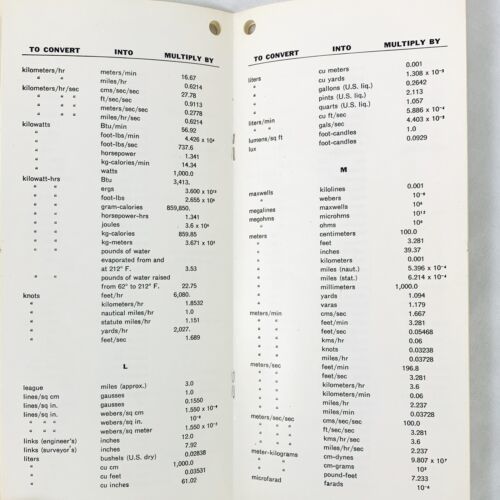 TO CONVERT INTO MULTIPLY BY
kilometers/hr meters/min 16.67
" miles/hr 0.6214
kilometers/hr/sec cms/sec/sec 27.78
" " " ft/sec/sec 0.9113
" " " meters/sec/sec 0.2778
" " " miles/hr/sec 0.6214
kilowatts Btu/min 56.92
" foot-lbs/min 4.426 x 10⁴
" foot-lbs/sec 737.6
" horsepower 1.341
" kg-calories/min 14.34
" watts 1,000.0
kilowatt-hrs Btu 3,413.
" " ergs 3.600 x 10¹³
" " foot-lbs 2.655 x 10⁶
" " gram-calories 859,850.
" " horsepower-hrs 1.341
" " joules 3.6 x 10⁶
" " kg-calories 859.85
" " kg-meters 3.671 x 10⁵
" " pounds of water
evaporated from and
at 212° F. 3.53
" " pounds of water raised
from 62° to 212° F. 22.75
knots feet/hr 6,080.
" kilometers/hr 1.8532
" nautical miles/hr 1.0
" statute miles/hr 1.151
" yards/hr 2,027.
" feet/sec 1.689
L
league miles (approx.) 3.0
lines/sq cm gausses 1.0
lines/sq in. gausses 0.1550
lines/sq in. webers/sq cm 1.550 x 10⁻⁹
" " " webers/sq in. 10⁻⁸
" " " webers/sq meter 1.550 x 10⁻⁵
links (engineer's) inches 12.0
links (surveyor's) inches 7.92
liters bushels (U.S. dry) 0.02838
" cu cm 1,000.0
" cu feet 0.03531
" cu inches 61.02
TO CONVERT INTO MULTIPLY BY
liters cu meters 0.001
" cu yards 1.308 x 10⁻³
" gallons (U.S. liq.) 0.2642
" pints (U.S. liq.) 2.113
" quarts (U.S. liq.) 1.057
liters/min cu ft/sec 5.886 x 10⁻⁴
" " gals/sec 4.403 x 10⁻³
lumens/sq ft foot-candles 1.0
lux foot-candles 0.0929
M
maxwells kilolines 0.001
" webers 10⁻⁸
megalines maxwells 10⁶
megohms microhms 10¹²
" ohms 10⁶
meters centimeters 100.0
" feet 3.281
" inches 39.37
" kilometers 0.001
" miles (naut.) 5.396 x 10⁻⁴
" miles (stat.) 6.214 x 10⁻⁴
" millimeters 1,000.0
" yards 1.094
" varas 1.179
meters/min cms/sec 1.667
" " feet/min 3.281
" " feet/sec 0.05468
" " kms/hr 0.06
" " knots 0.03238
" " miles/hr 0.03728
meters/sec feet/min 196.8
" " feet/sec 3.281
" " kilometers/hr 3.6
" " kilometers/min 0.06
" " miles/hr 2.237
" " miles/min 0.03728
meters/sec/sec cms/sec/sec 100.0
" " " ft/sec/sec 3.281
" " " kms/hr/sec 3.6
" " " miles/hr/sec 2.237
meter-kilograms cm-dynes 9.807 x 10⁷
" " cm-grams 10⁵
" " pound-feet 7.233
microfarad farads 10⁻⁶